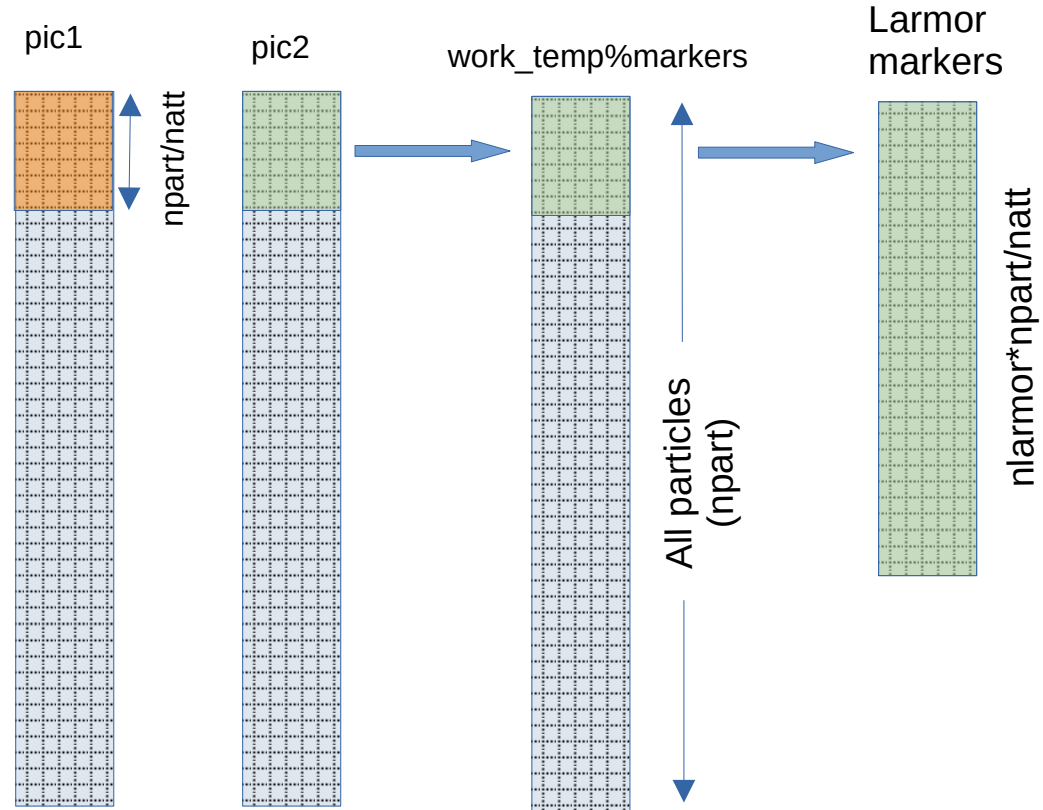 pic1
pic2
work_temp%markers
Larmor
markers
npart/natt
All particles
(npart)
nlarmor*npart/natt